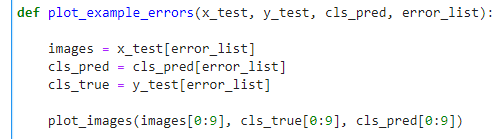 def plot_example_errors(x_test, y_test, cls_pred, error_list):
images = x_test[error_list]
cls_pred = cls_pred[error_list]
cls_true = y_test[error_list]
plot_images(images[0:9], cls_true[0:9], cls_pred[0:9])